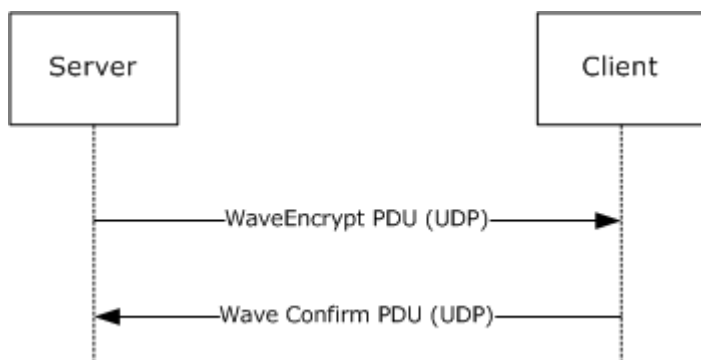 Server
Client
WaveEncrypt PDU (UDP)
Wave Confirm PDU (UDP)